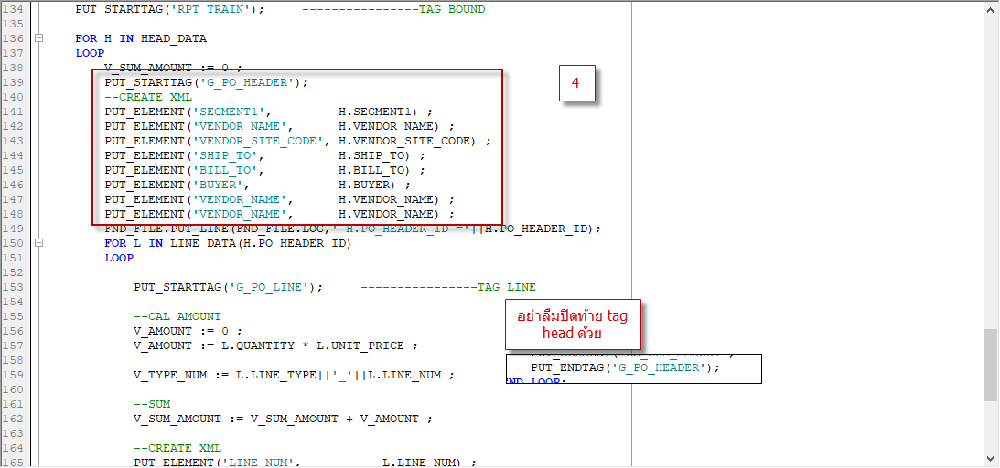 134 PUT_STARTTAG('RPT_TRAIN'); ----------------TAG BOUND
135
136 FOR H IN HEAD_DATA
137 LOOP
138 V_SUM_AMOUNT := 0 ;
139 PUT_STARTTAG('G_PO_HEADER');
140 --CREATE XML
141 PUT_ELEMENT('SEGMENT1', H.SEGMENT1) ;
142 PUT_ELEMENT('VENDOR_NAME', H.VENDOR_NAME) ;
143 PUT_ELEMENT('VENDOR_SITE_CODE', H.VENDOR_SITE_CODE) ;
144 PUT_ELEMENT('SHIP_TO', H.SHIP_TO) ;
145 PUT_ELEMENT('BILL_TO', H.BILL_TO) ;
146 PUT_ELEMENT('BUYER', H.BUYER) ;
147 PUT_ELEMENT('VENDOR_NAME', H.VENDOR_NAME) ;
148 PUT_ELEMENT('VENDOR_NAME', H.VENDOR_NAME) ;
149 FND_FILE.PUT_LINE(FND_FILE.LOG,' H.PO_HEADER_ID ='||H.PO_HEADER_ID);
150 FOR L IN LINE_DATA(H.PO_HEADER_ID)
151 LOOP
152
153 PUT_STARTTAG('G_PO_LINE'); ----------------TAG LINE
154
155 --CAL AMOUNT
156 V_AMOUNT := 0 ;
157 V_AMOUNT := L.QUANTITY * L.UNIT_PRICE ;
158
159 V_TYPE_NUM := L.LINE_TYPE||'_'||L.LINE_NUM ;
160
161 --SUM
162 V_SUM_AMOUNT := V_SUM_AMOUNT + V_AMOUNT ;
163
164 --CREATE XML
165 PUT_ELEMENT('LINE_NUM', L.LINE_NUM) ;
4
อย่าลืมปิดท้าย tag
head ด้วย
PUT_ENDTAG('G_PO_HEADER');
END LOOP;